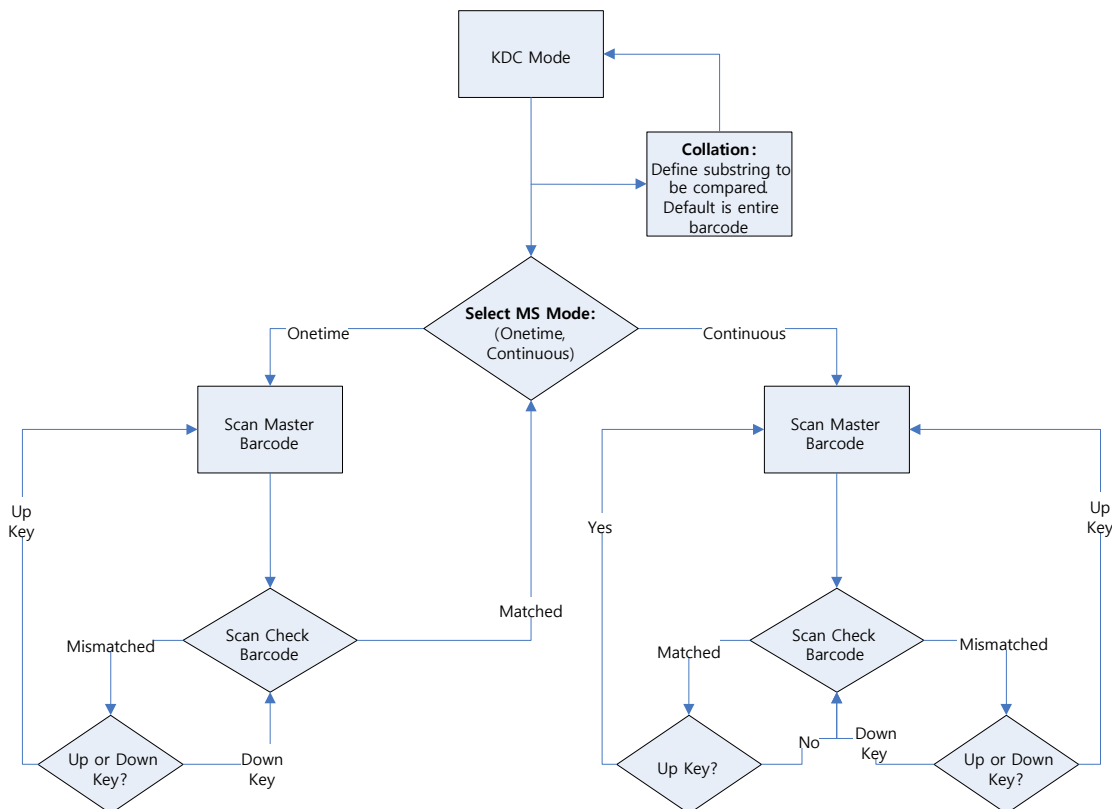 KDC Mode
Collation:
Define substring to
be compared.
Default is entire
barcode
Select MS Mode:
(Onetime,
Continuous)
Onetime
Continuous
Scan Master
Barcode
Scan Master
Barcode
Up
Key
Yes
Up
Key
Matched
Scan Check
Barcode
Scan Check
Barcode
Mismatched
Matched
Mismatched
Up or Down
Key?
Down
Key
Up Key?
No
Down
Key
Up or Down
Key?